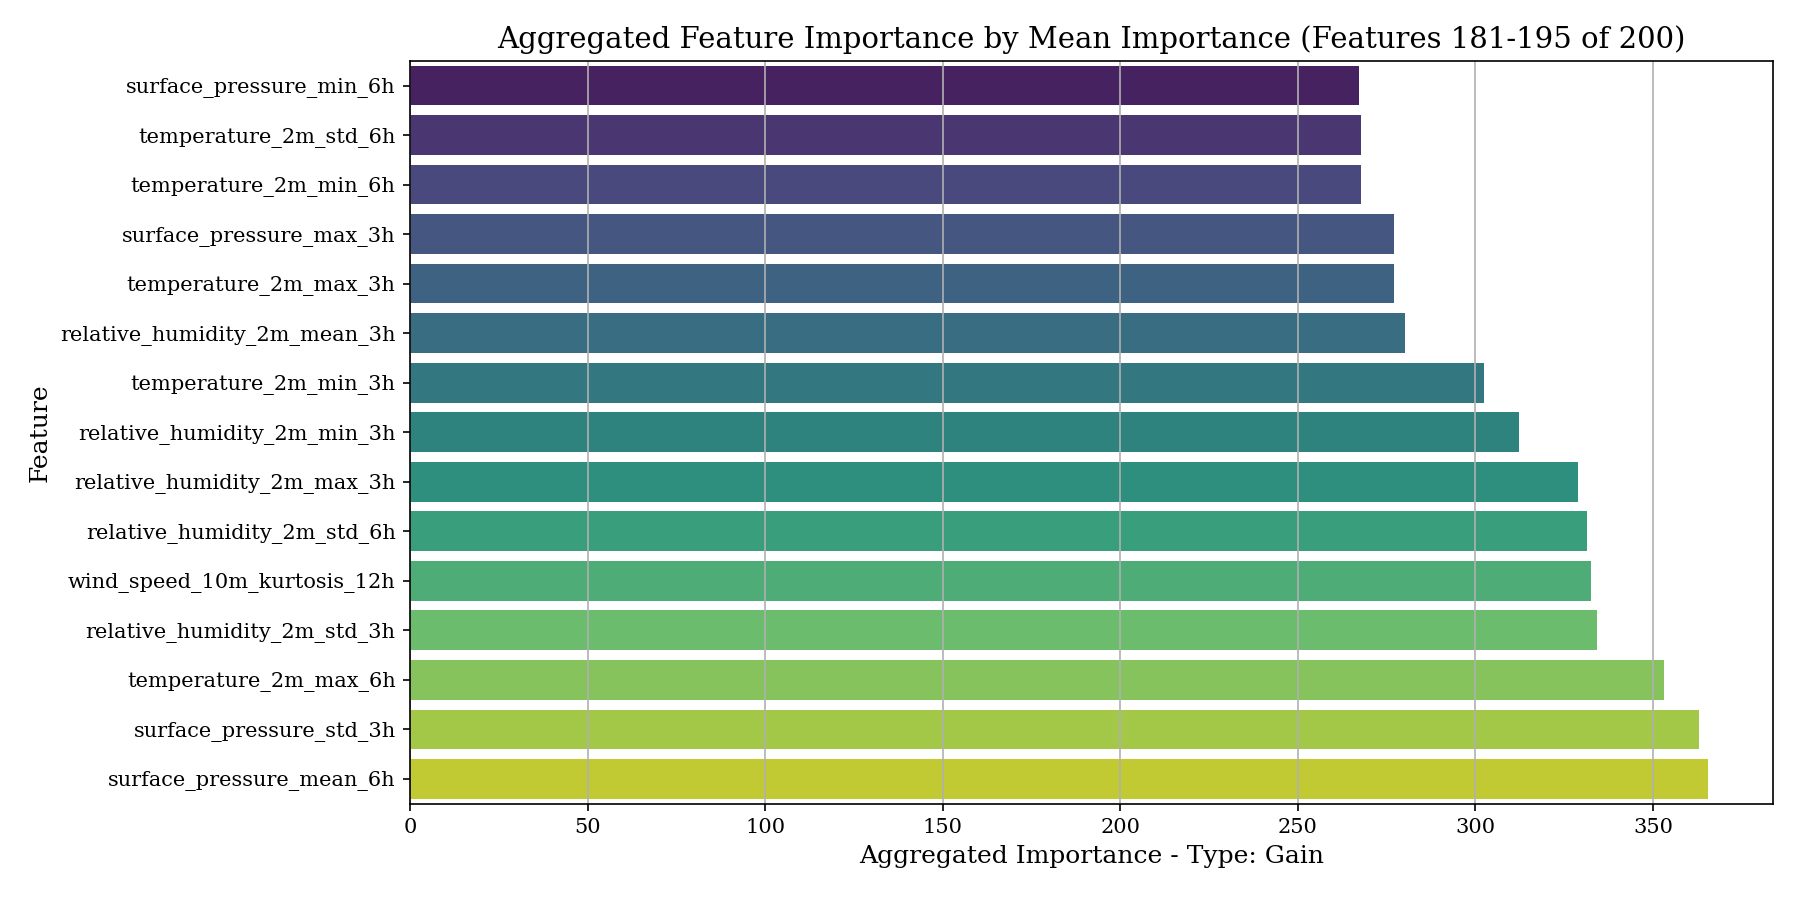 Aggregated Feature Importance by Mean Importance (Features 181-195 of 200)
surface_pressure_min_6h
temperature_2m_std_6h
temperature_2m_min_6h
surface_pressure_max_3h
temperature_2m_max_3h
relative_humidity_2m_mean_3h
temperature_2m_min_3h
relative_humidity_2m_min_3h
relative_humidity_2m_max_3h
relative_humidity_2m_std_6h
wind_speed_10m_kurtosis_12h
relative_humidity_2m_std_3h
temperature_2m_max_6h
surface_pressure_std_3h
surface_pressure_mean_6h
Feature
0 50 100 150 200 250 300 350
Aggregated Importance - Type: Gain